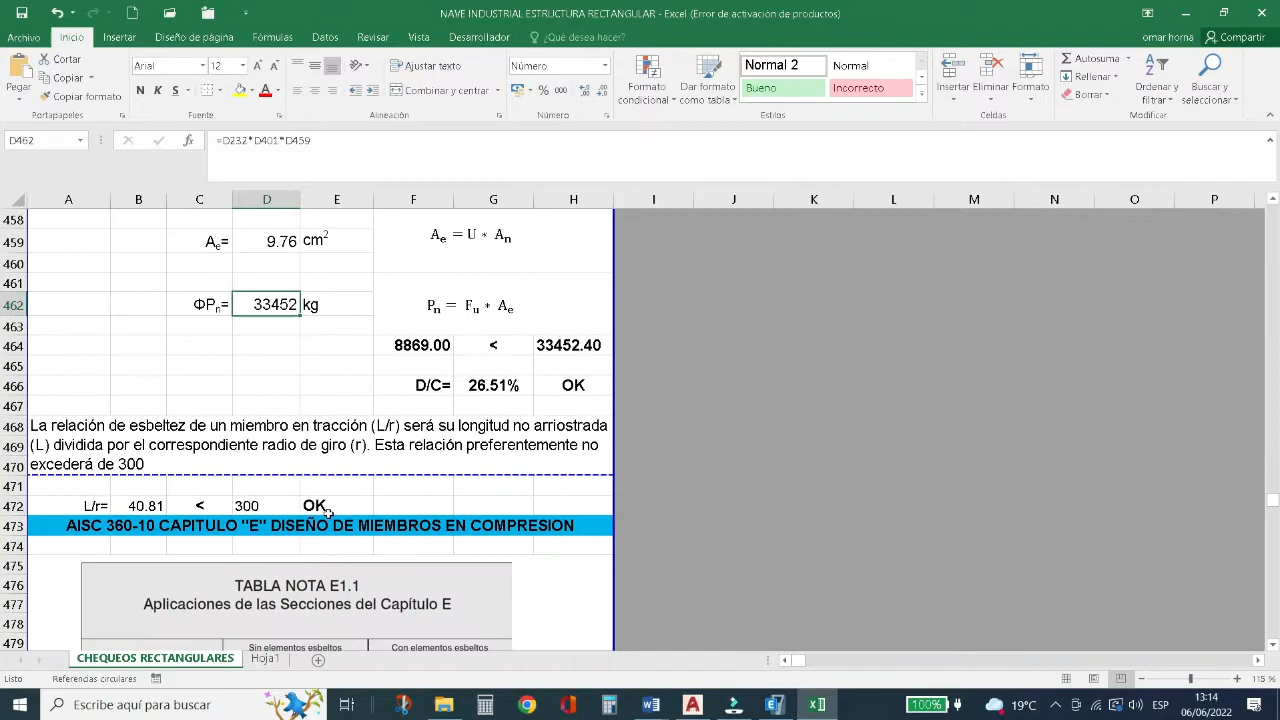 NAVE INDUSTRIAL ESTRUCTURA RECTANGULAR - Excel (Error de activación de productos)
Archivo Inicio Insertar Diseño de página Fórmulas Datos Revisar Vista Desarrollador ¿Qué desea hacer? omar horna Compartir
Pegar
Cortar
Copiar
Copiar formato
Portapapeles
Arial 12
N K S
Fuente
Ajustar texto
Combinar y centrar
Alineación
Número
% 000
Número
Formato condicional
Dar formato como tabla
Normal 2 Normal
Bueno Incorrecto
Estilos
Insertar Eliminar Formato
Celdas
Autosuma
Rellenar
Borrar
Ordenar y filtrar
Buscar y seleccionar
Modificar
D462 fx =D232*D401*D459
A B C D E F G H I J K L M N O P
458
459 Ae= 9.76 cm2 Ae = U * An
460
461
462 ΦPn= 33452 kg Pn = Fu * Ae
463
464 8869.00 < 33452.40
465
466 D/C= 26.51% OK
467
468 La relación de esbeltez de un miembro en tracción (L/r) será su longitud no arriostrada
469 (L) dividida por el correspondiente radio de giro (r). Esta relación preferentemente no
470 excederá de 300
471
472 L/r= 40.81 < 300 OK
473 AISC 360-10 CAPITULO "E" DISEÑO DE MIEMBROS EN COMPRESION
474
475
476 TABLA NOTA E1.1
477 Aplicaciones de las Secciones del Capítulo E
478
479 Sin elementos esbeltos Con elementos esbeltos
CHEQUEOS RECTANGULARES Hoja1
Listo Referencias circulares 115 %
Escribe aquí para buscar 100% 19°C ESP 13:14
06/06/2022